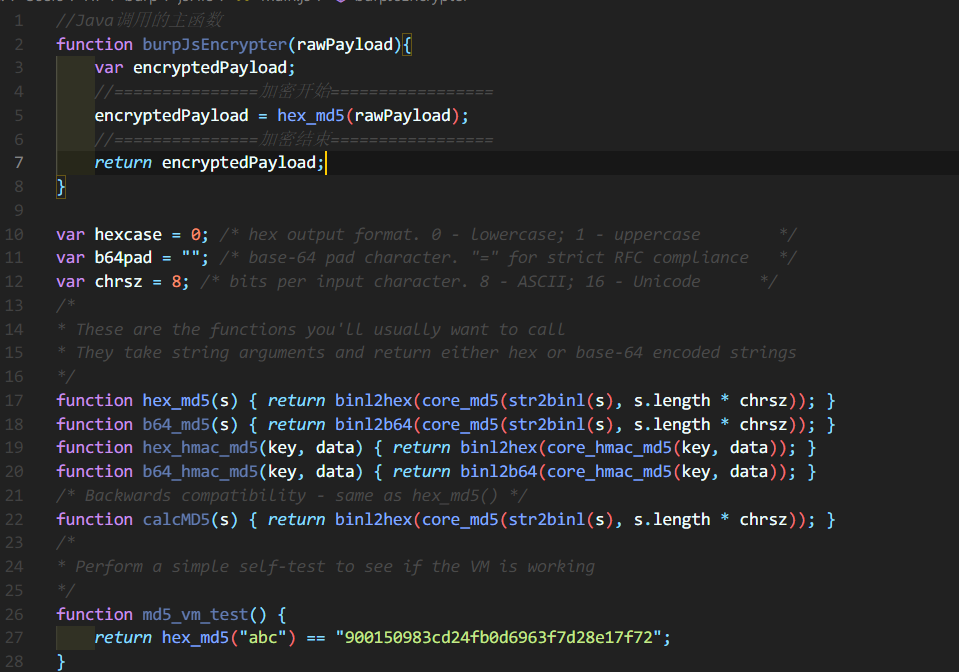 1 //Java调用的主函数
2 function burpJsEncrypter(rawPayload){
3 var encryptedPayload;
4 //===============加密开始=================
5 encryptedPayload = hex_md5(rawPayload);
6 //===============加密结束=================
7 return encryptedPayload;
8 }
9
10 var hexcase = 0; /* hex output format. 0 - lowercase; 1 - uppercase */
11 var b64pad = ""; /* base-64 pad character. "=" for strict RFC compliance */
12 var chrsz = 8; /* bits per input character. 8 - ASCII; 16 - Unicode */
13 /*
14 * These are the functions you'll usually want to call
15 * They take string arguments and return either hex or base-64 encoded strings
16 */
17 function hex_md5(s) { return binl2hex(core_md5(str2binl(s), s.length * chrsz)); }
18 function b64_md5(s) { return binl2b64(core_md5(str2binl(s), s.length * chrsz)); }
19 function hex_hmac_md5(key, data) { return binl2hex(core_hmac_md5(key, data)); }
20 function b64_hmac_md5(key, data) { return binl2b64(core_hmac_md5(key, data)); }
21 /* Backwards compatibility - same as hex_md5() */
22 function calcMD5(s) { return binl2hex(core_md5(str2binl(s), s.length * chrsz)); }
23 /*
24 * Perform a simple self-test to see if the VM is working
25 */
26 function md5_vm_test() {
27 return hex_md5("abc") == "900150983cd24fb0d6963f7d28e17f72";
28 }